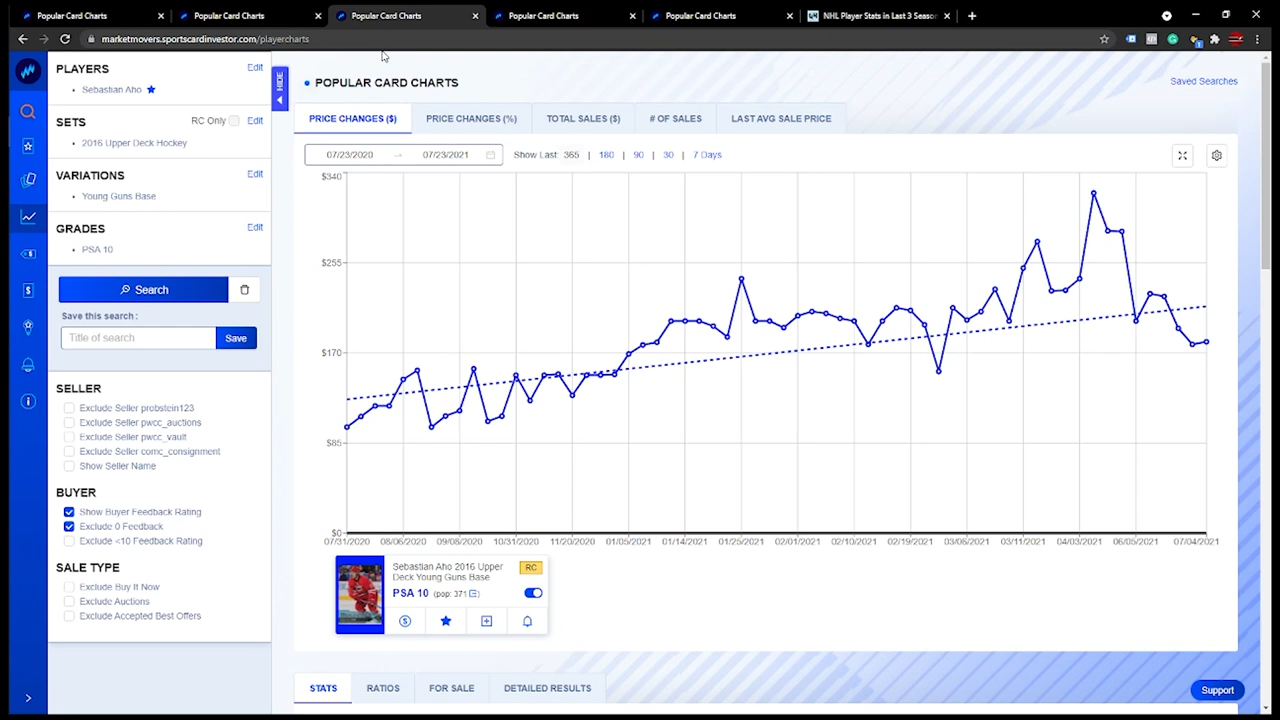 Popular Card Charts
Popular Card Charts
Popular Card Charts
Popular Card Charts
Popular Card Charts
NHL Player Stats in Last 3 Seaso
marketmovers.sportscardinvestor.com/playercharts
PLAYERS Edit
Sebastian Aho
SETS RC Only Edit
2016 Upper Deck Hockey
VARIATIONS Edit
Young Guns Base
GRADES Edit
PSA 10
Search
Save this search :
Title of search Save
SELLER
Exclude Seller probstein123
Exclude Seller pwcc_auctions
Exclude Seller pwcc_vault
Exclude Seller comc_consignment
Show Seller Name
BUYER
Show Buyer Feedback Rating
Exclude 0 Feedback
Exclude <10 Feedback Rating
SALE TYPE
Exclude Buy It Now
Exclude Auctions
Exclude Accepted Best Offers
HIDE
POPULAR CARD CHARTS
Saved Searches
PRICE CHANGES ($) PRICE CHANGES (%) TOTAL SALES ($) # OF SALES LAST AVG SALE PRICE
07/23/2020 → 07/23/2021 Show Last: 365 | 180 | 90 | 30 | 7 Days
$340
$255
$170
$85
$0
07/31/2020 08/06/2020 09/08/2020 10/31/2020 11/20/2020 01/05/2021 01/14/2021 01/25/2021 02/01/2021 02/10/2021 02/19/2021 03/06/2021 03/11/2021 04/03/2021 06/05/2021 07/04/2021
Sebastian Aho 2016 Upper RC
Deck Young Guns Base
PSA 10 (pop: 371)
STATS RATIOS FOR SALE DETAILED RESULTS
Support